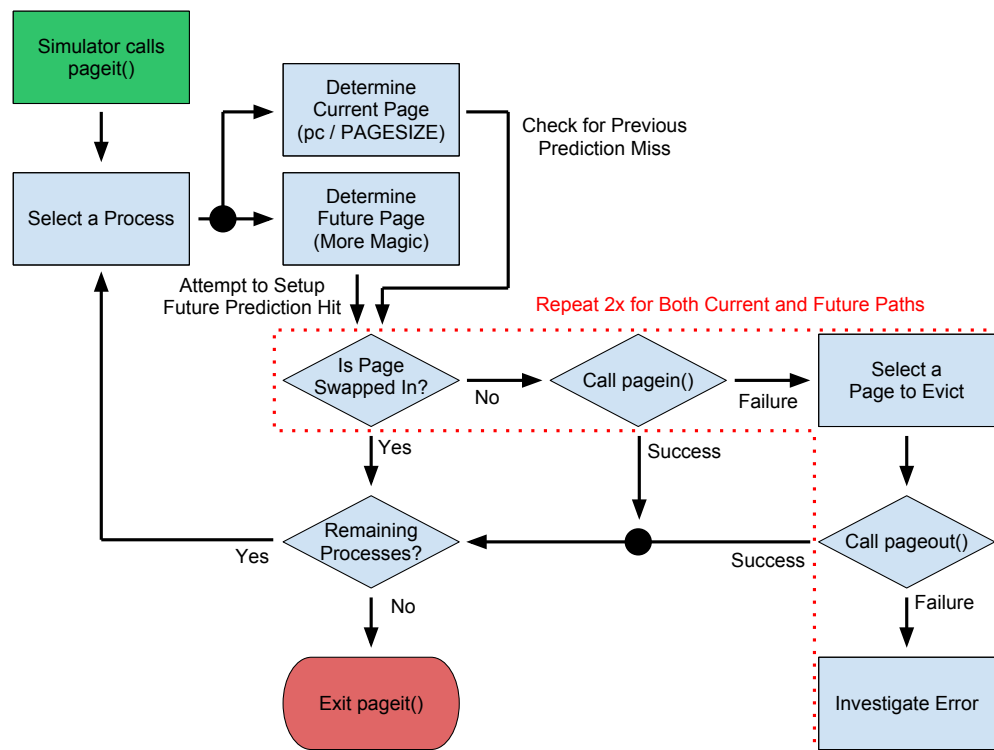 Simulator calls
pageit()
Determine
Current Page
(pc / PAGESIZE)
Check for Previous
Prediction Miss
Select a Process
Determine
Future Page
(More Magic)
Attempt to Setup
Future Prediction Hit
Repeat 2x for Both Current and Future Paths
Is Page
Swapped In?
No
Call pagein()
Failure
Select a
Page to Evict
Yes
Success
Remaining
Processes?
Yes
Success
Call pageout()
No
Failure
Exit pageit()
Investigate Error